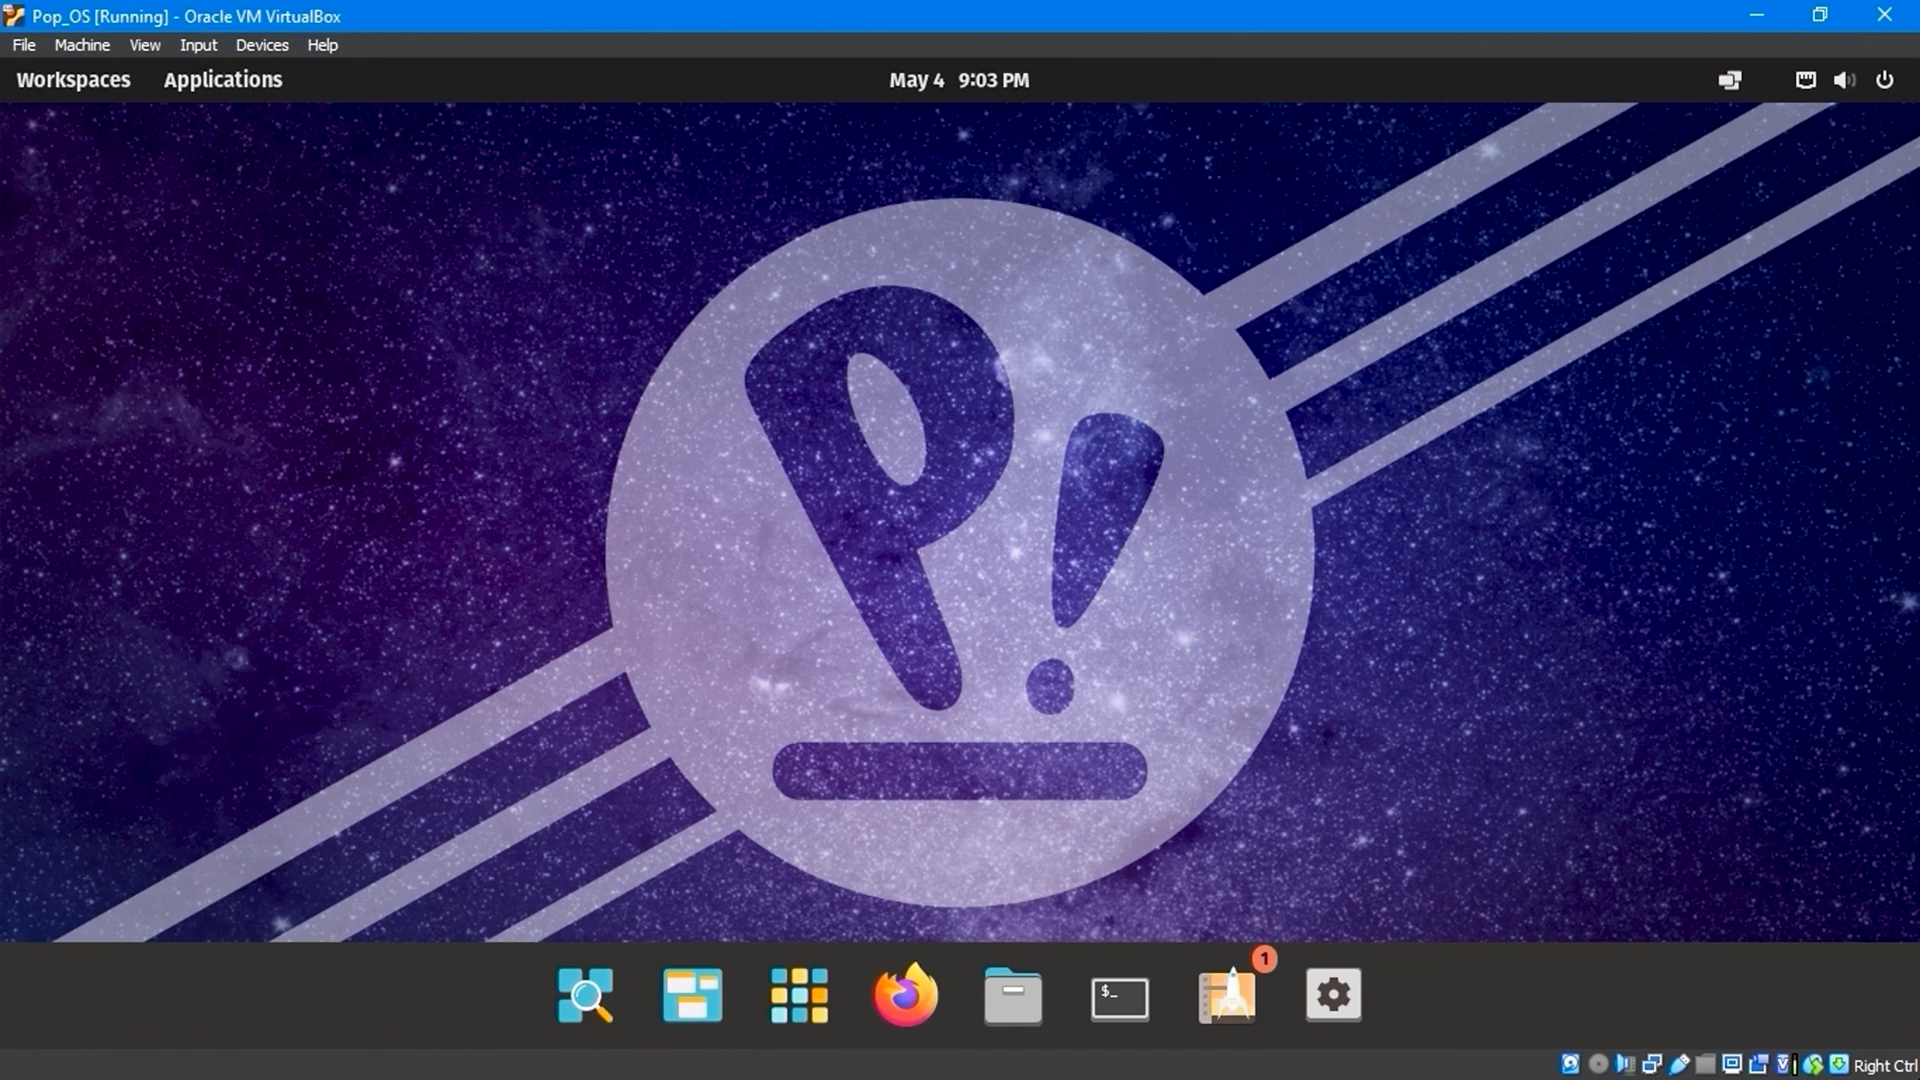 Pop_OS [Running] - Oracle VM VirtualBox
File Machine View Input Devices Help
Workspaces Applications May 4 9:03 PM
P!
1
$_
Right Ctrl